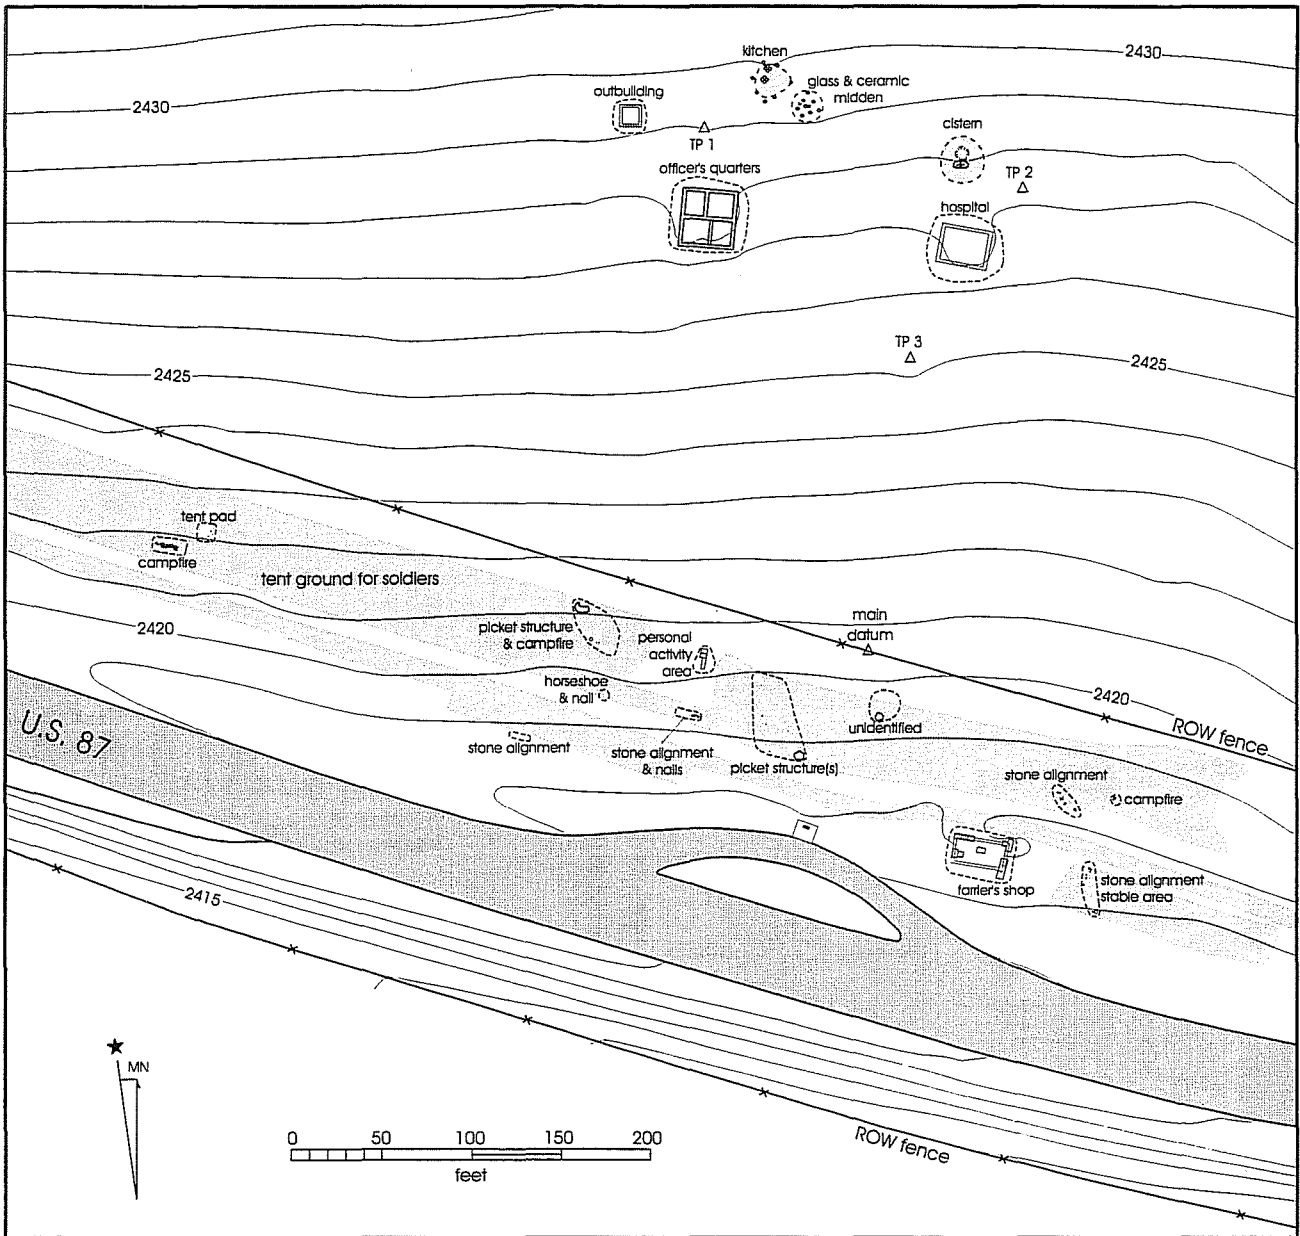 kitchen
2430
glass & ceramic
midden
outbuilding
2430
TP 1
cistern
officer's quarters
TP 2
hospital
TP 3
2425
2425
tent pad
campfire
tent ground for soldiers
2420
picket structure
& campfire
personal
activity
area
main
datum
horseshoe
& nail
2420
ROW fence
unidentified
U.S. 87
stone alignment
stone alignment
& nails
picket structure(s)
stone alignment
campfire
farrier's shop
stone alignment
stable area
2415
MN
0 50 100 150 200
feet
ROW fence